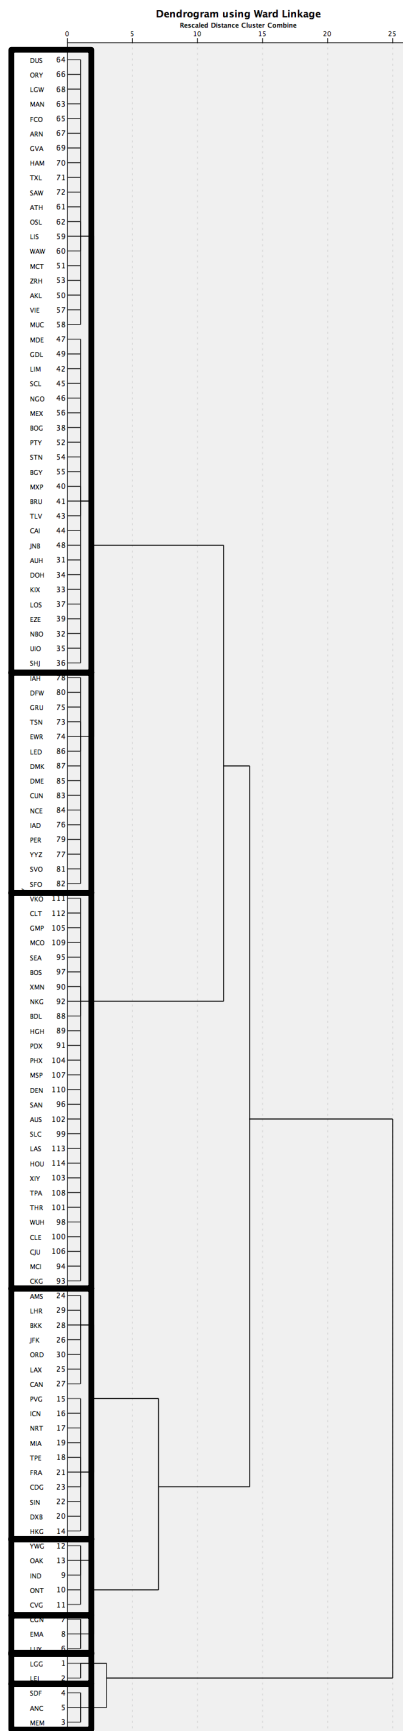 Dendrogram using Ward Linkage
Rescaled Distance Cluster Combine
0 5 10 15 20 25
DUS 64
ORY 66
LGW 68
MAN 63
FCO 65
ARN 67
GVA 69
HAM 70
TXL 71
SAW 72
ATH 61
OSL 62
LIS 59
WAW 60
MCT 51
ZRH 53
AKL 50
VIE 57
MUC 58
MDE 47
GDL 49
LIM 42
SCL 45
NGO 46
MEX 56
BOG 38
PTY 52
STN 54
BGY 55
MXP 40
BRU 41
TLV 43
CAI 44
JNB 48
AUH 31
DOH 34
KIX 33
LOS 37
EZE 39
NBO 32
UIO 35
SHJ 36
IAH 78
DFW 80
GRU 75
TSN 73
EWR 74
LED 86
DMK 87
DME 85
CUN 83
NCE 84
IAD 76
PER 79
YYZ 77
SVO 81
SFO 82
VKO 111
CLT 112
GMP 105
MCO 109
SEA 95
BOS 97
XMN 90
NKG 92
BDL 88
HGH 89
PDX 91
PHX 104
MSP 107
DEN 110
SAN 96
AUS 102
SLC 99
LAS 113
HOU 114
XIY 103
TPA 108
THR 101
WUH 98
CLE 100
CJU 106
MCI 94
CKG 93
AMS 24
LHR 29
BKK 28
JFK 26
ORD 30
LAX 25
CAN 27
PVG 15
ICN 16
NRT 17
MIA 19
TPE 18
FRA 21
CDG 23
SIN 22
DXB 20
HKG 14
YWG 12
OAK 13
IND 9
ONT 10
CVG 11
CGN 7
EMA 8
LUX 6
LGG 1
LEJ 2
SDF 4
ANC 5
MEM 3